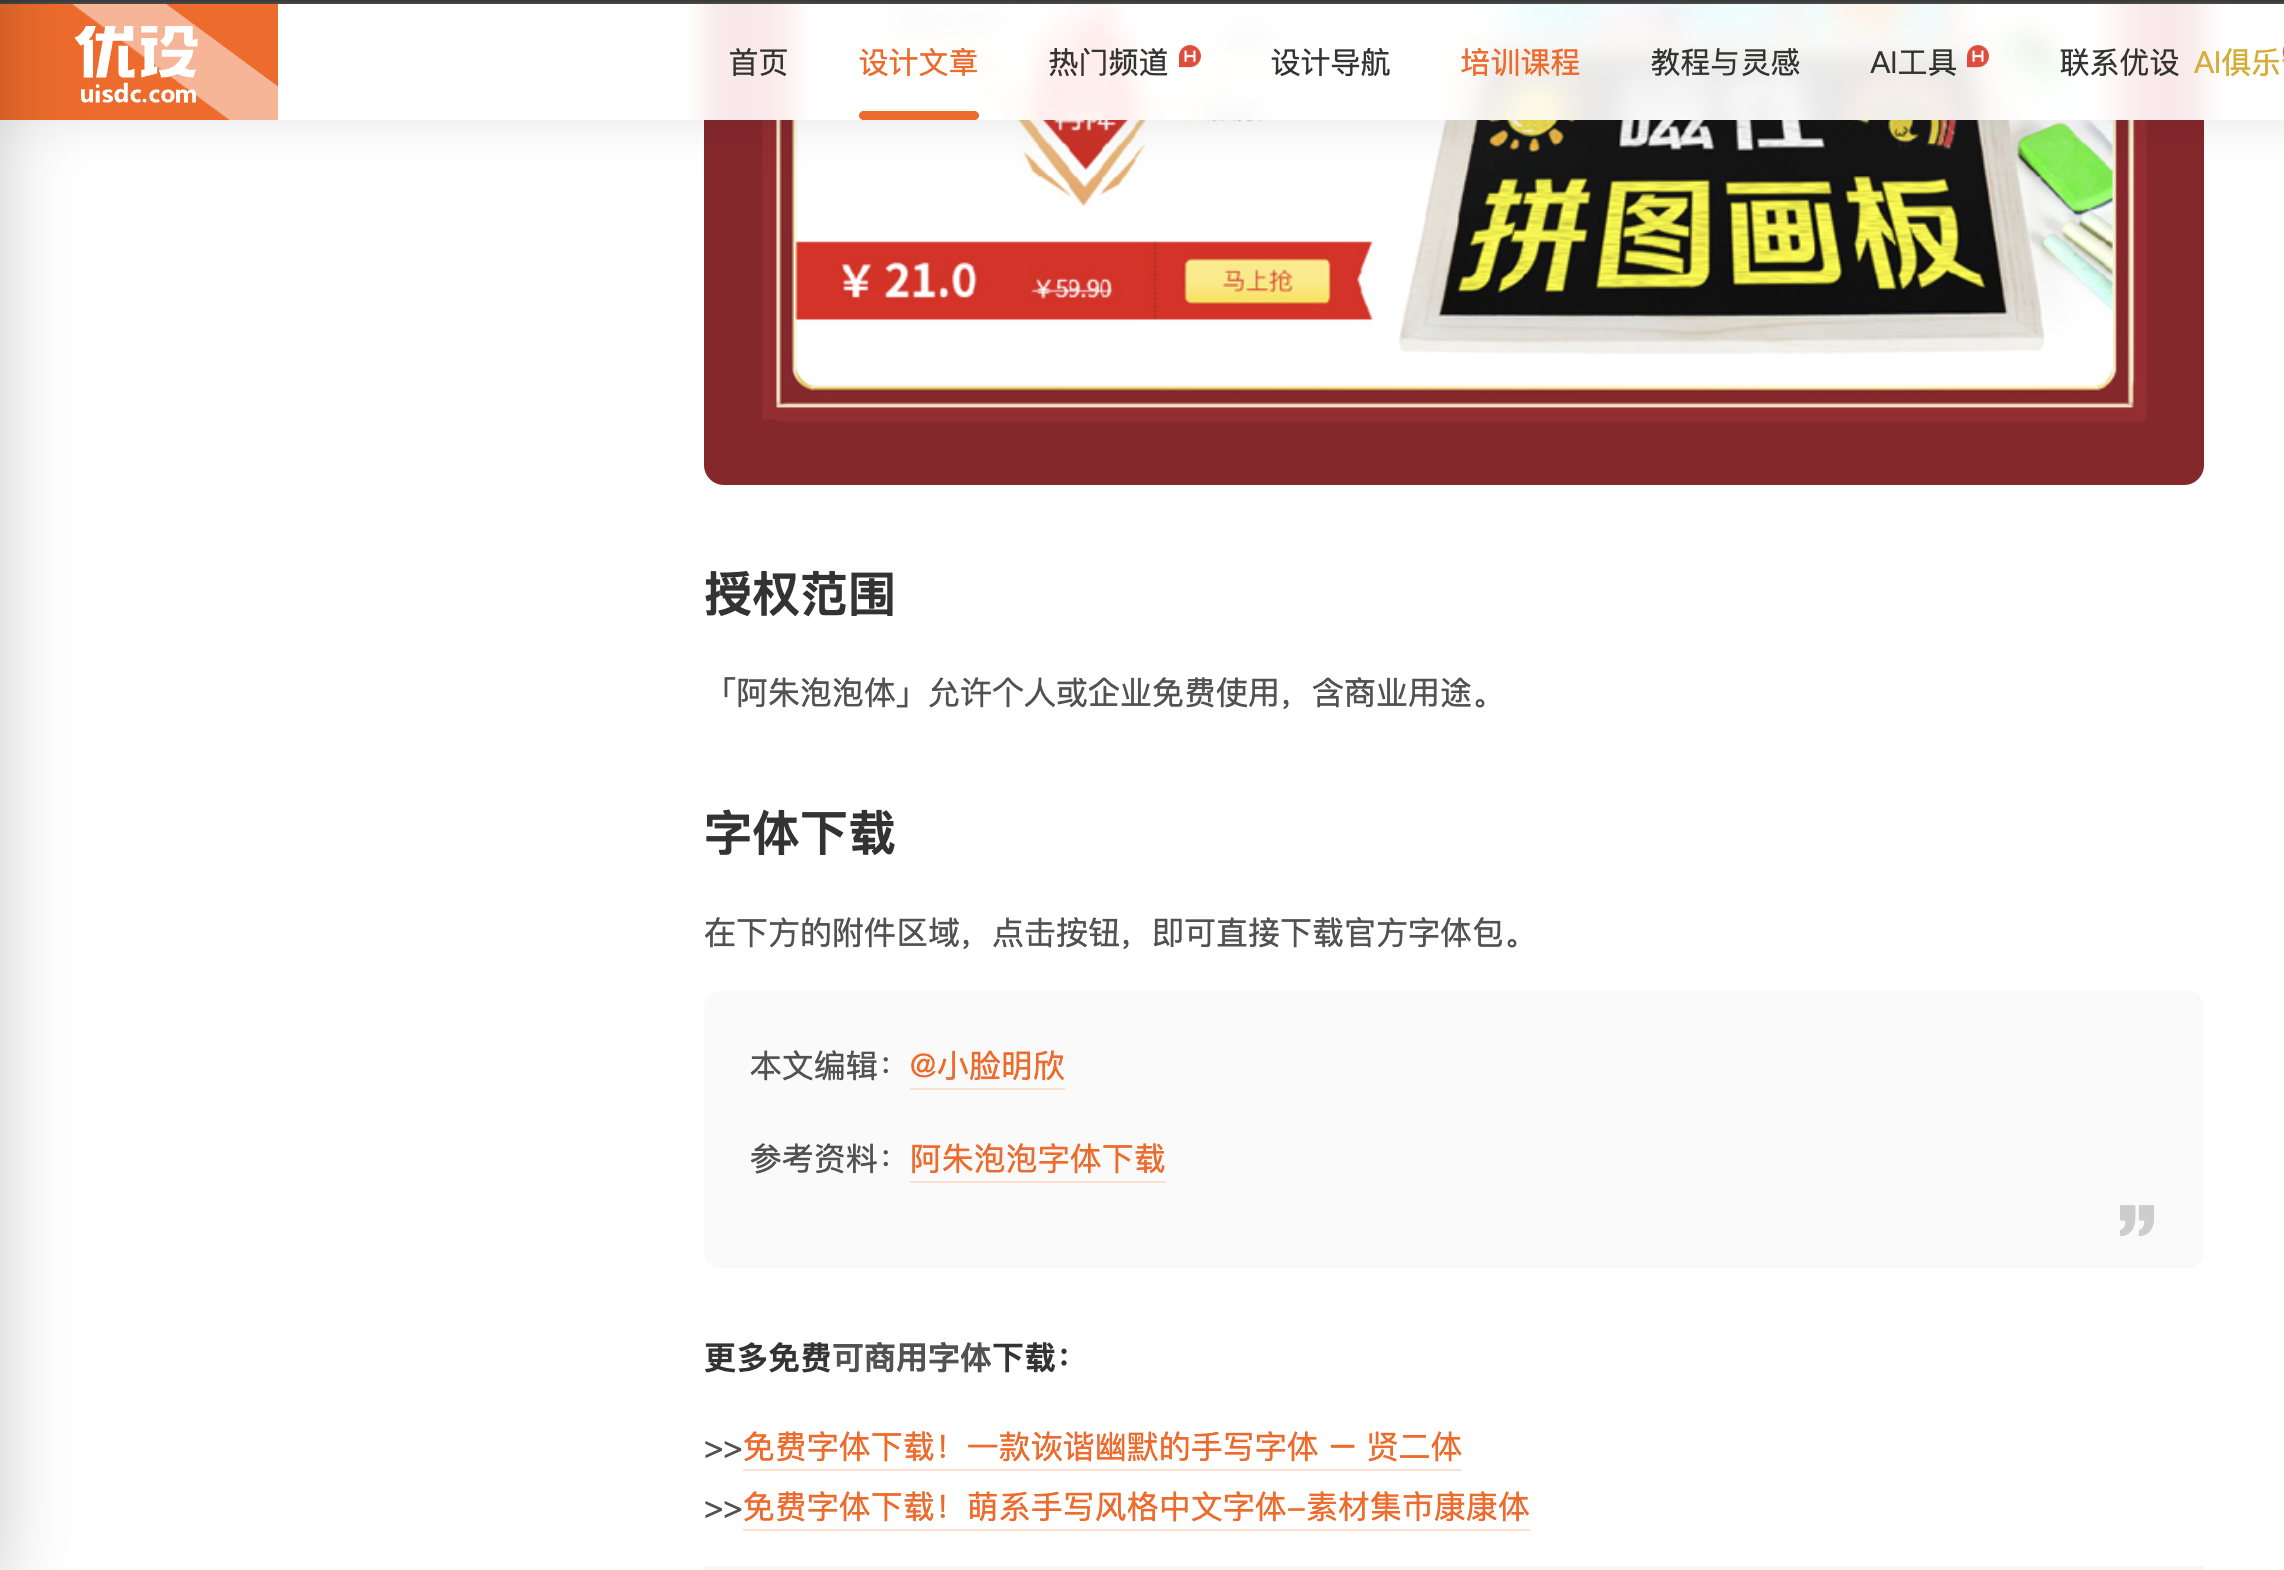 优设
uisdc.com
首页 设计文章 热门频道 H 设计导航 培训课程 教程与灵感 AI工具 H 联系优设 AI俱乐
磁性
拼图画板
¥ 21.0 ¥59.90 马上抢
授权范围
「阿朱泡泡体」允许个人或企业免费使用，含商业用途。
字体下载
在下方的附件区域，点击按钮，即可直接下载官方字体包。
本文编辑：@小脸明欣
参考资料：阿朱泡泡字体下载
更多免费可商用字体下载：
>>免费字体下载！一款诙谐幽默的手写字体 – 贤二体
>>免费字体下载！萌系手写风格中文字体–素材集市康康体